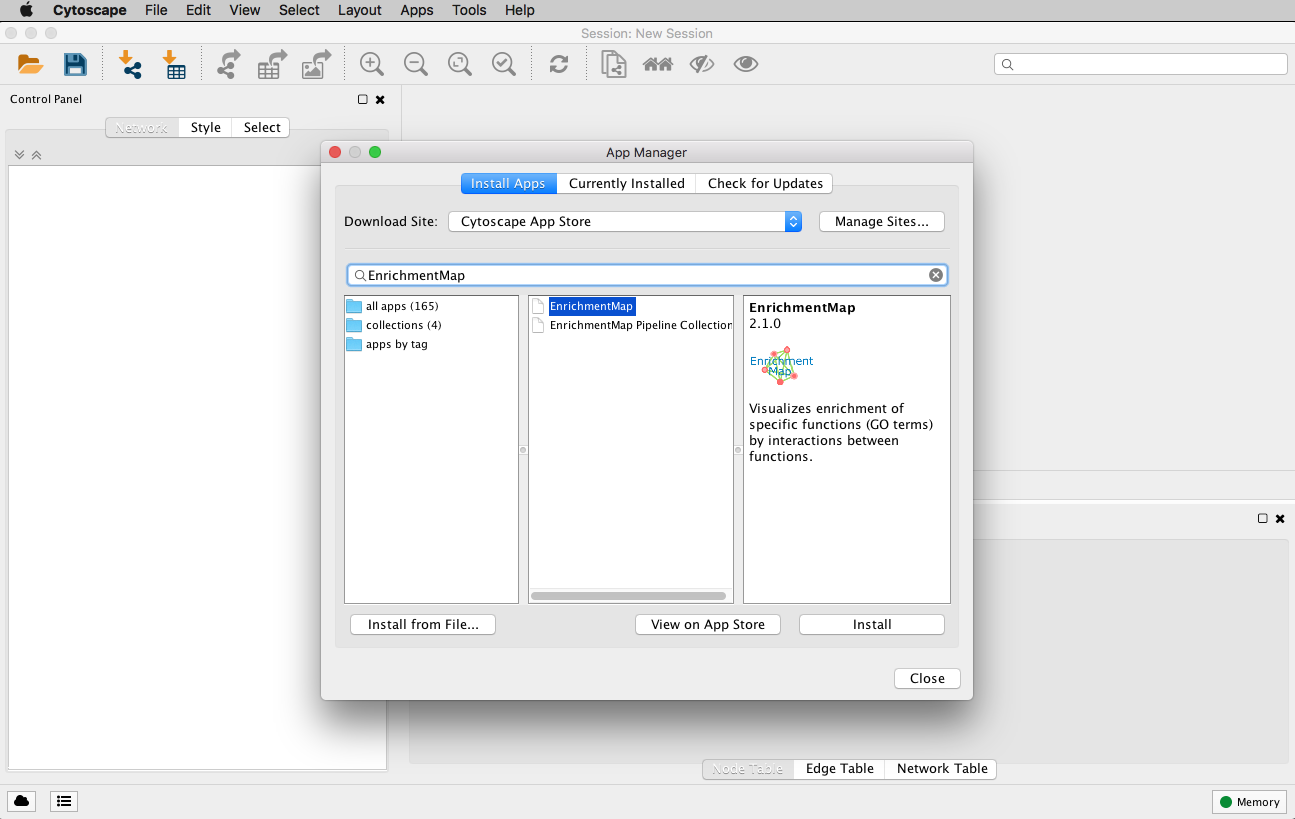 Cytoscape File Edit View Select Layout Apps Tools Help
Session: New Session
Control Panel
Network Style Select
App Manager
Install Apps Currently Installed Check for Updates
Download Site: Cytoscape App Store Manage Sites...
EnrichmentMap
all apps (165)
collections (4)
apps by tag
EnrichmentMap
EnrichmentMap Pipeline Collection
EnrichmentMap
2.1.0
Enrichment
Map
Visualizes enrichment of
specific functions (GO terms)
by interactions between
functions.
Install from File... View on App Store Install
Close
Node Table Edge Table Network Table
Memory